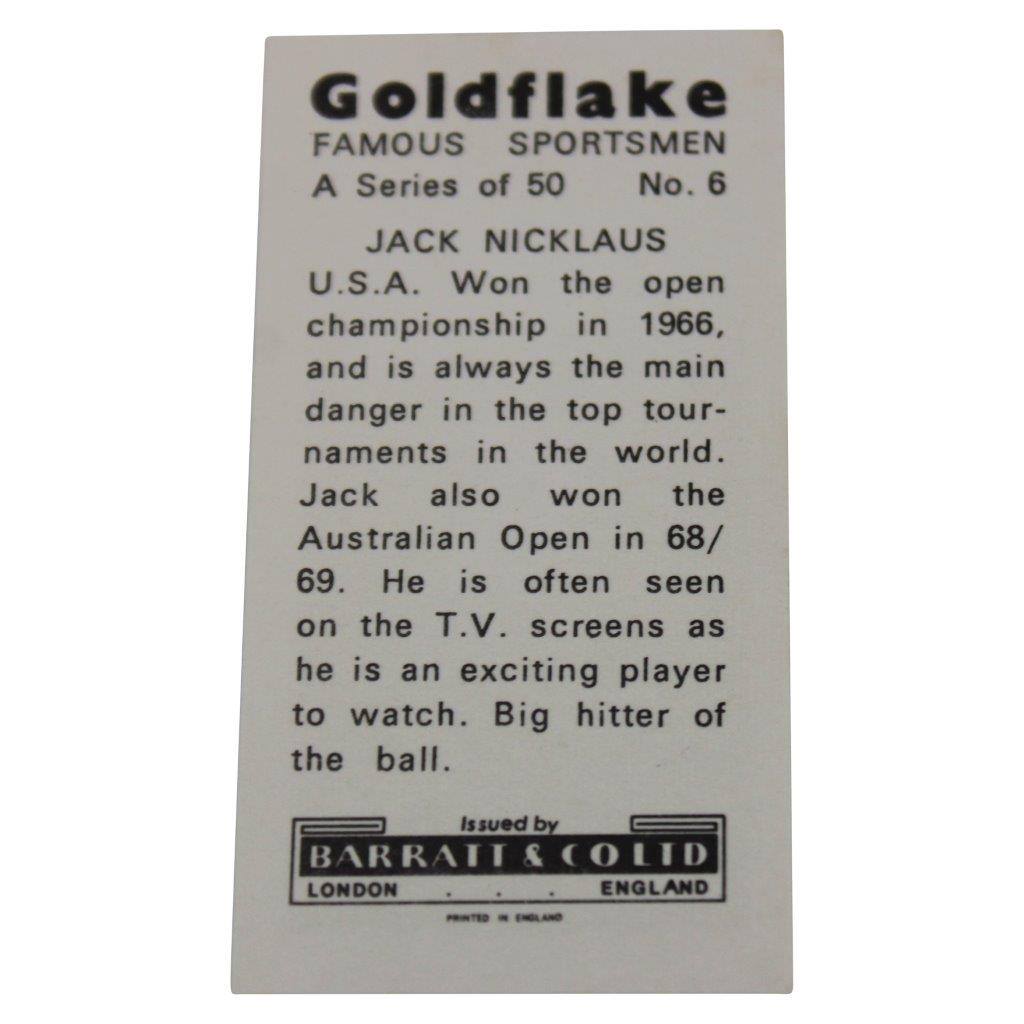 Goldflake
FAMOUS SPORTSMEN
A Series of 50 No. 6
JACK NICKLAUS
U.S.A. Won the open
championship in 1966,
and is always the main
danger in the top tour-
naments in the world.
Jack also won the
Australian Open in 68/
69. He is often seen
on the T.V. screens as
he is an exciting player
to watch. Big hitter of
the ball.
Issued by
BARRATT & CO LTD
LONDON . . . ENGLAND
PRINTED IN ENGLAND